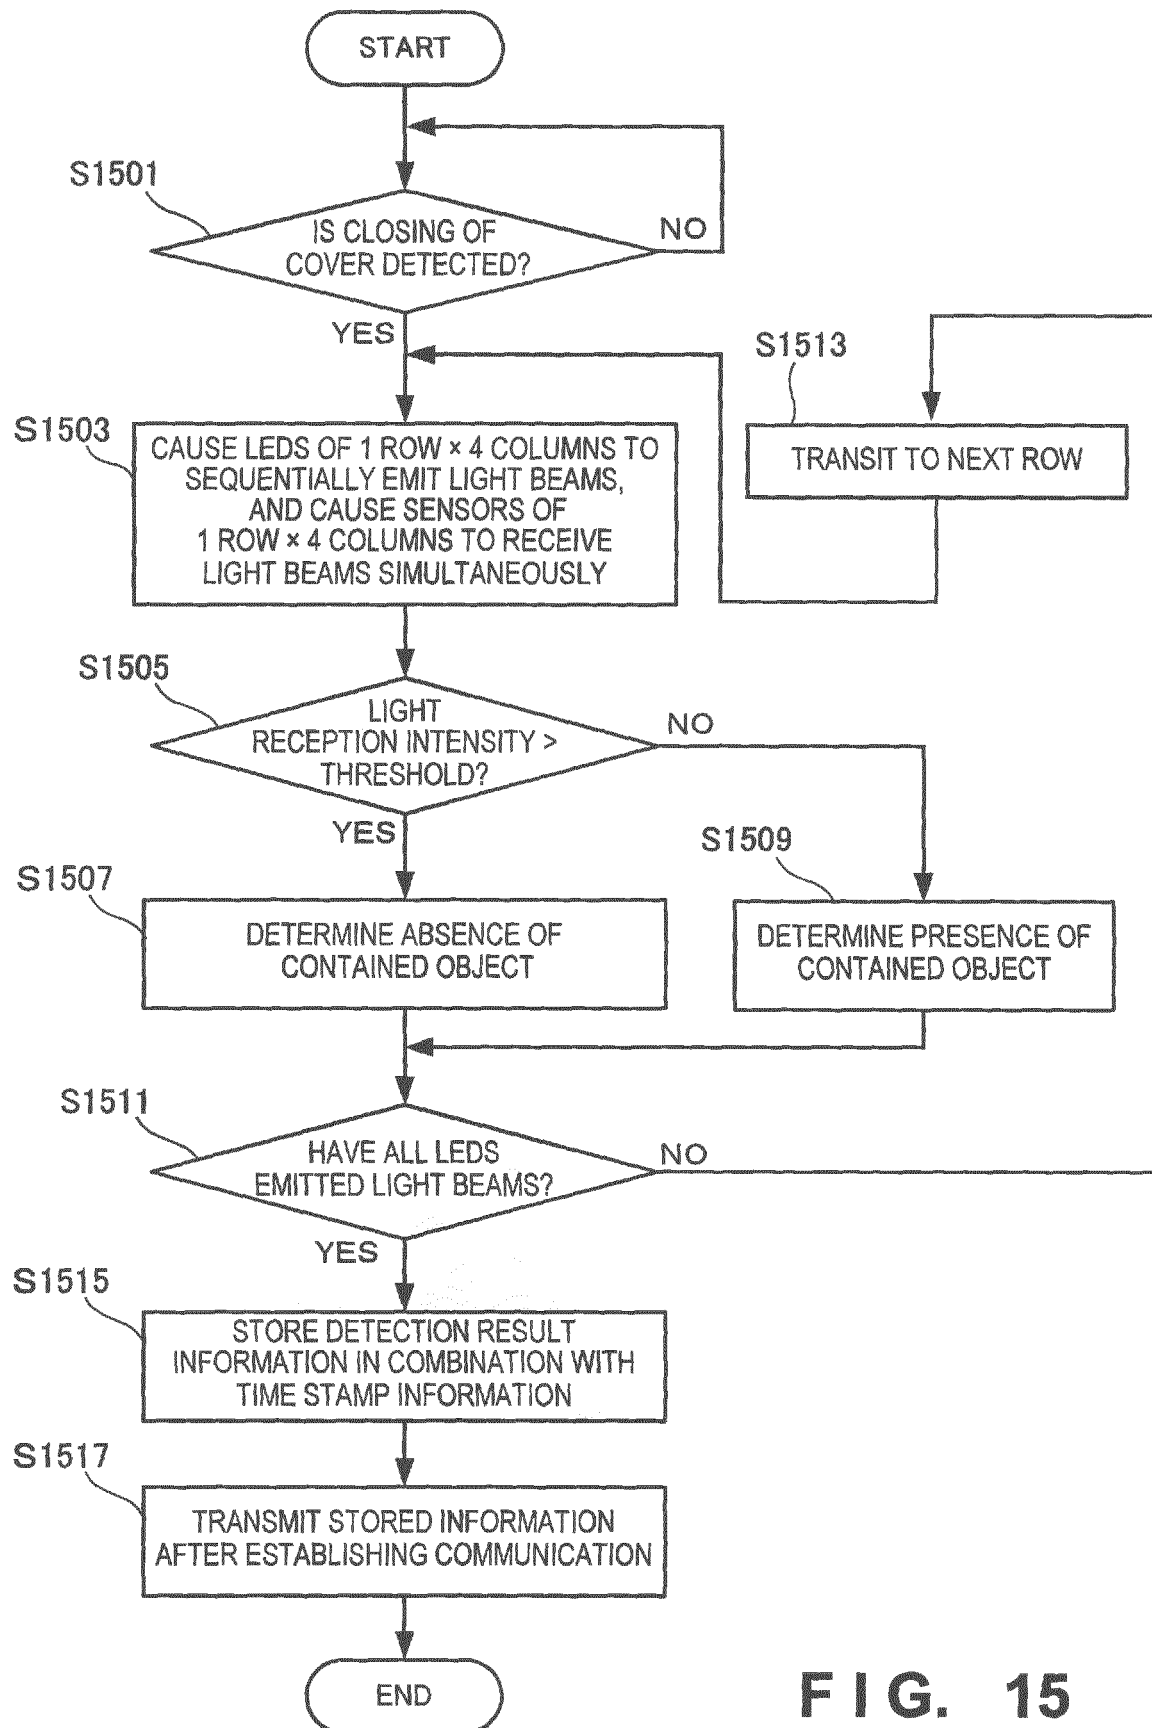 START
S1501
IS CLOSING OF
COVER DETECTED?
NO
YES
S1513
TRANSIT TO NEXT ROW
S1503
CAUSE LEDS OF 1 ROW × 4 COLUMNS TO
SEQUENTIALLY EMIT LIGHT BEAMS,
AND CAUSE SENSORS OF
1 ROW × 4 COLUMNS TO RECEIVE
LIGHT BEAMS SIMULTANEOUSLY
S1505
LIGHT
RECEPTION INTENSITY >
THRESHOLD?
NO
YES
S1507
DETERMINE ABSENCE OF
CONTAINED OBJECT
S1509
DETERMINE PRESENCE OF
CONTAINED OBJECT
S1511
HAVE ALL LEDS
EMITTED LIGHT BEAMS?
NO
YES
S1515
STORE DETECTION RESULT
INFORMATION IN COMBINATION WITH
TIME STAMP INFORMATION
S1517
TRANSMIT STORED INFORMATION
AFTER ESTABLISHING COMMUNICATION
END
FIG. 15